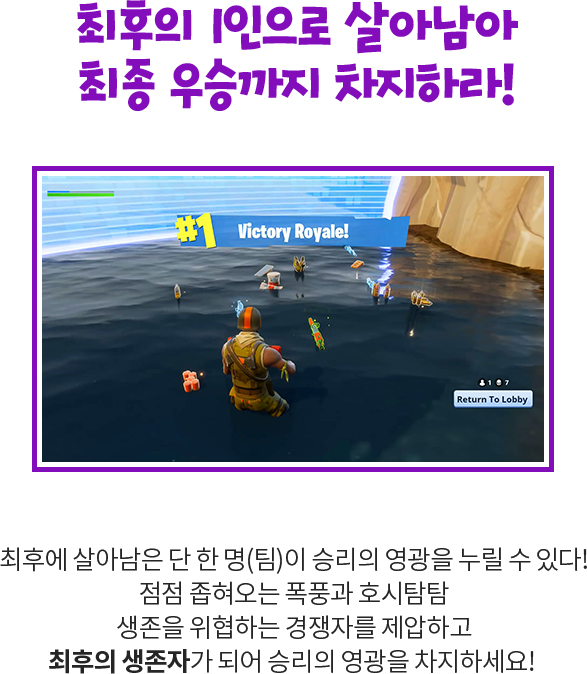 최후의 1인으로 살아남아
최종 우승까지 차지하라!
#1 Victory Royale!
1 7
Return To Lobby
최후에 살아남은 단 한 명(팀)이 승리의 영광을 누릴 수 있다!
점점 좁혀오는 폭풍과 호시탐탐
생존을 위협하는 경쟁자를 제압하고
최후의 생존자가 되어 승리의 영광을 차지하세요!